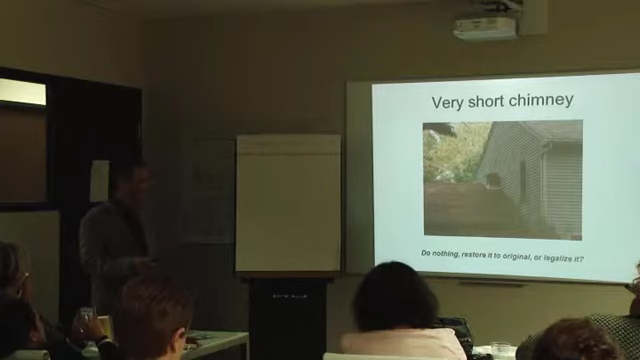 Very short chimney
Do nothing, restore it to original, or legalize it?